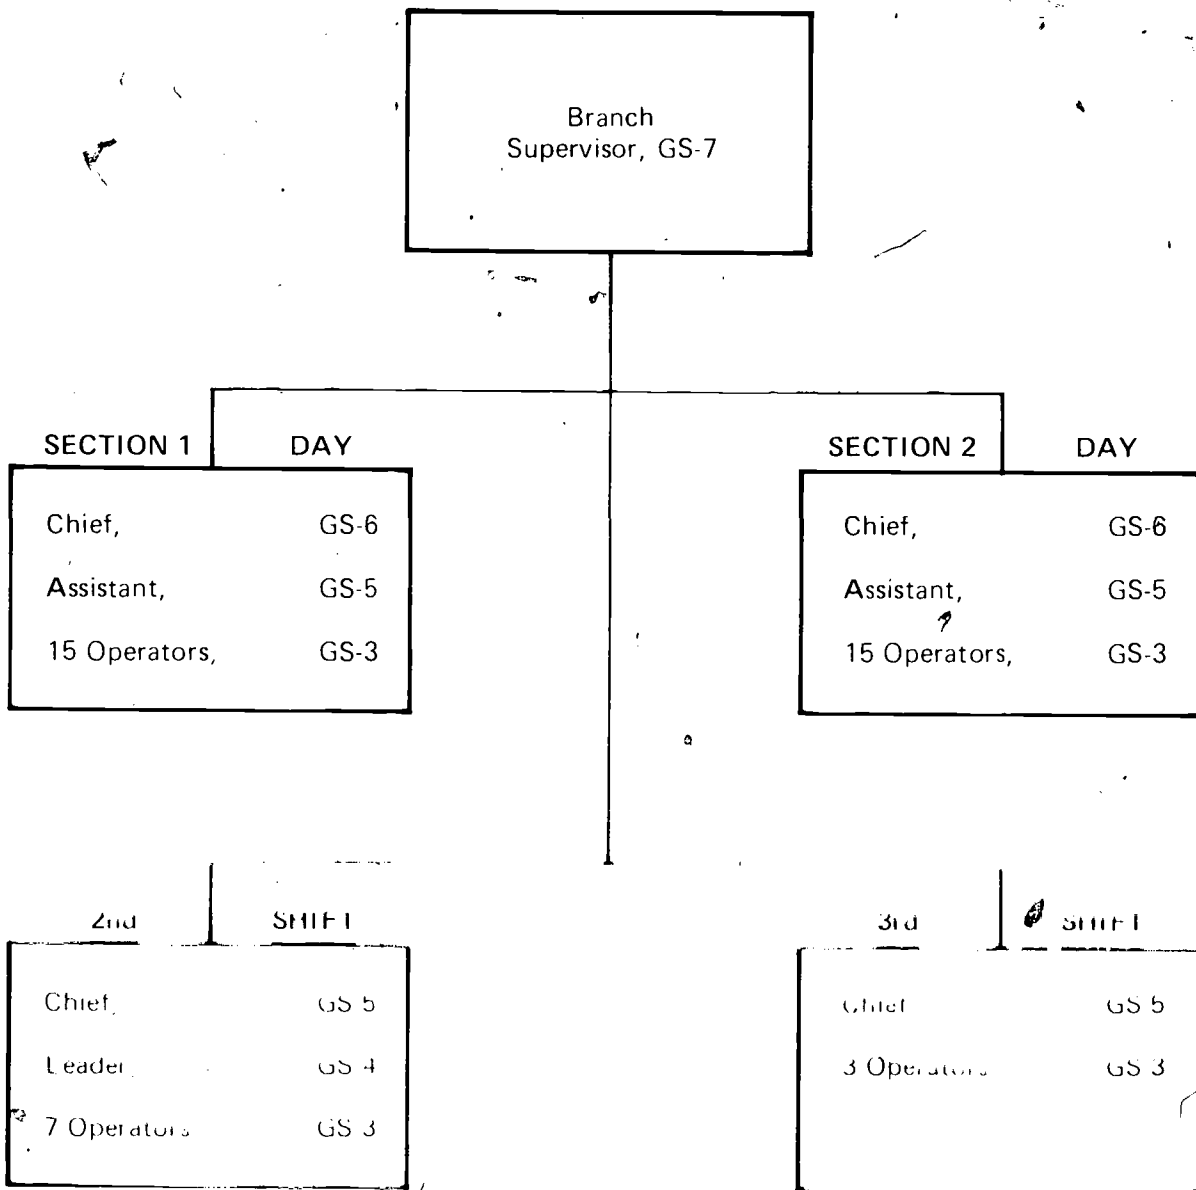 Branch
Supervisor, GS-7
SECTION 1 DAY
Chief, GS-6
Assistant, GS-5
15 Operators, GS-3
SECTION 2 DAY
Chief, GS-6
Assistant, GS-5
15 Operators, GS-3
2nd SHIFT
Chief, GS 5
Leader GS 4
7 Operators GS 3
3rd SHIFT
Chief GS 5
3 Operators GS 3